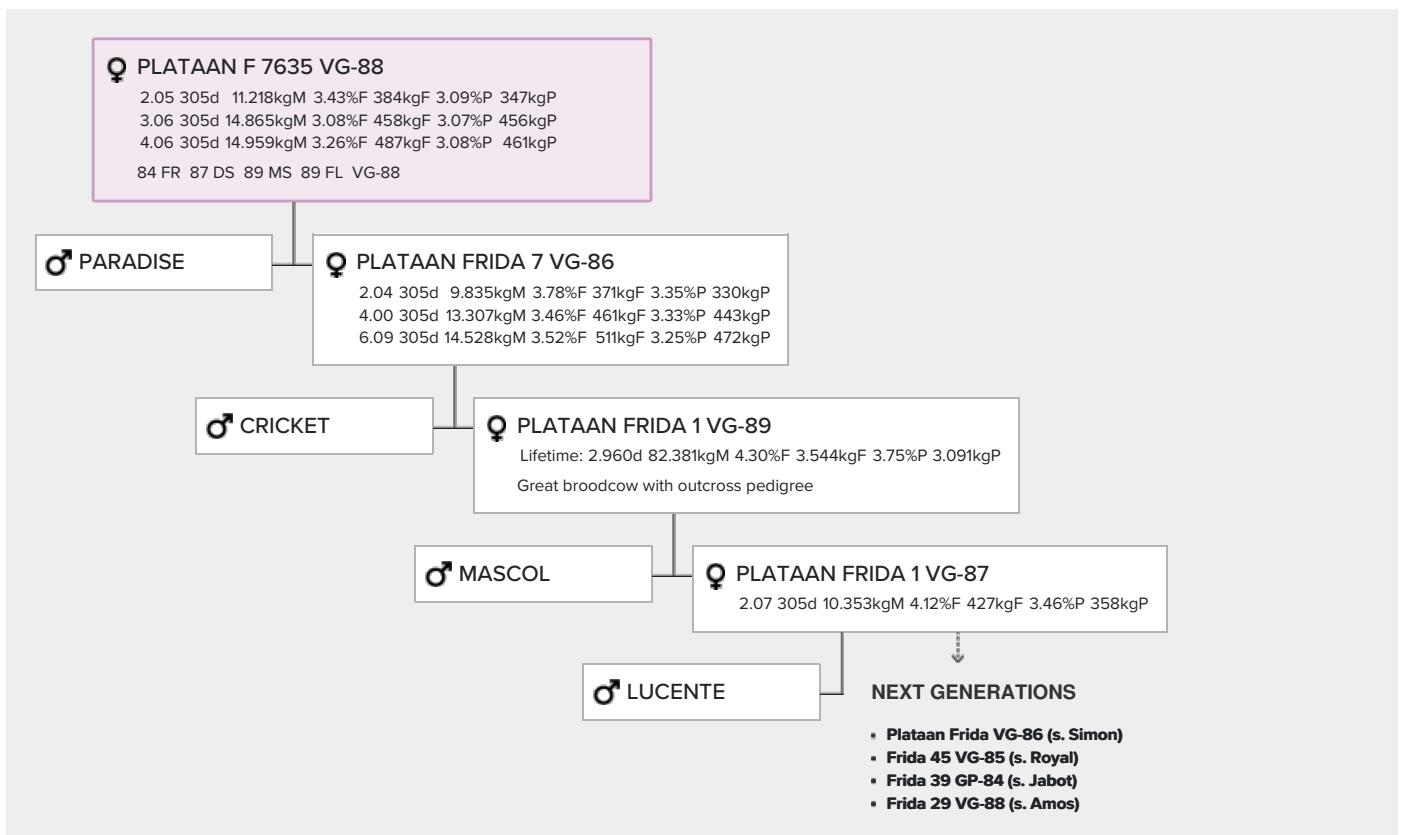 PLATAAN F 7635 VG-88
2.05 305d 11.218kgM 3.43%F 384kgF 3.09%P 347kgP
3.06 305d 14.865kgM 3.08%F 458kgF 3.07%P 456kgP
4.06 305d 14.959kgM 3.26%F 487kgF 3.08%P 461kgP
84 FR 87 DS 89 MS 89 FL VG-88
PARADISE
PLATAAN FRIDA 7 VG-86
2.04 305d 9.835kgM 3.78%F 371kgF 3.35%P 330kgP
4.00 305d 13.307kgM 3.46%F 461kgF 3.33%P 443kgP
6.09 305d 14.528kgM 3.52%F 511kgF 3.25%P 472kgP
CRICKET
PLATAAN FRIDA 1 VG-89
Lifetime: 2.960d 82.381kgM 4.30%F 3.544kgF 3.75%P 3.091kgP
Great broodcow with outcross pedigree
MASCOL
PLATAAN FRIDA 1 VG-87
2.07 305d 10.353kgM 4.12%F 427kgF 3.46%P 358kgP
LUCENTE
NEXT GENERATIONS
• Plataan Frida VG-86 (s. Simon)
• Frida 45 VG-85 (s. Royal)
• Frida 39 GP-84 (s. Jabot)
• Frida 29 VG-88 (s. Amos)